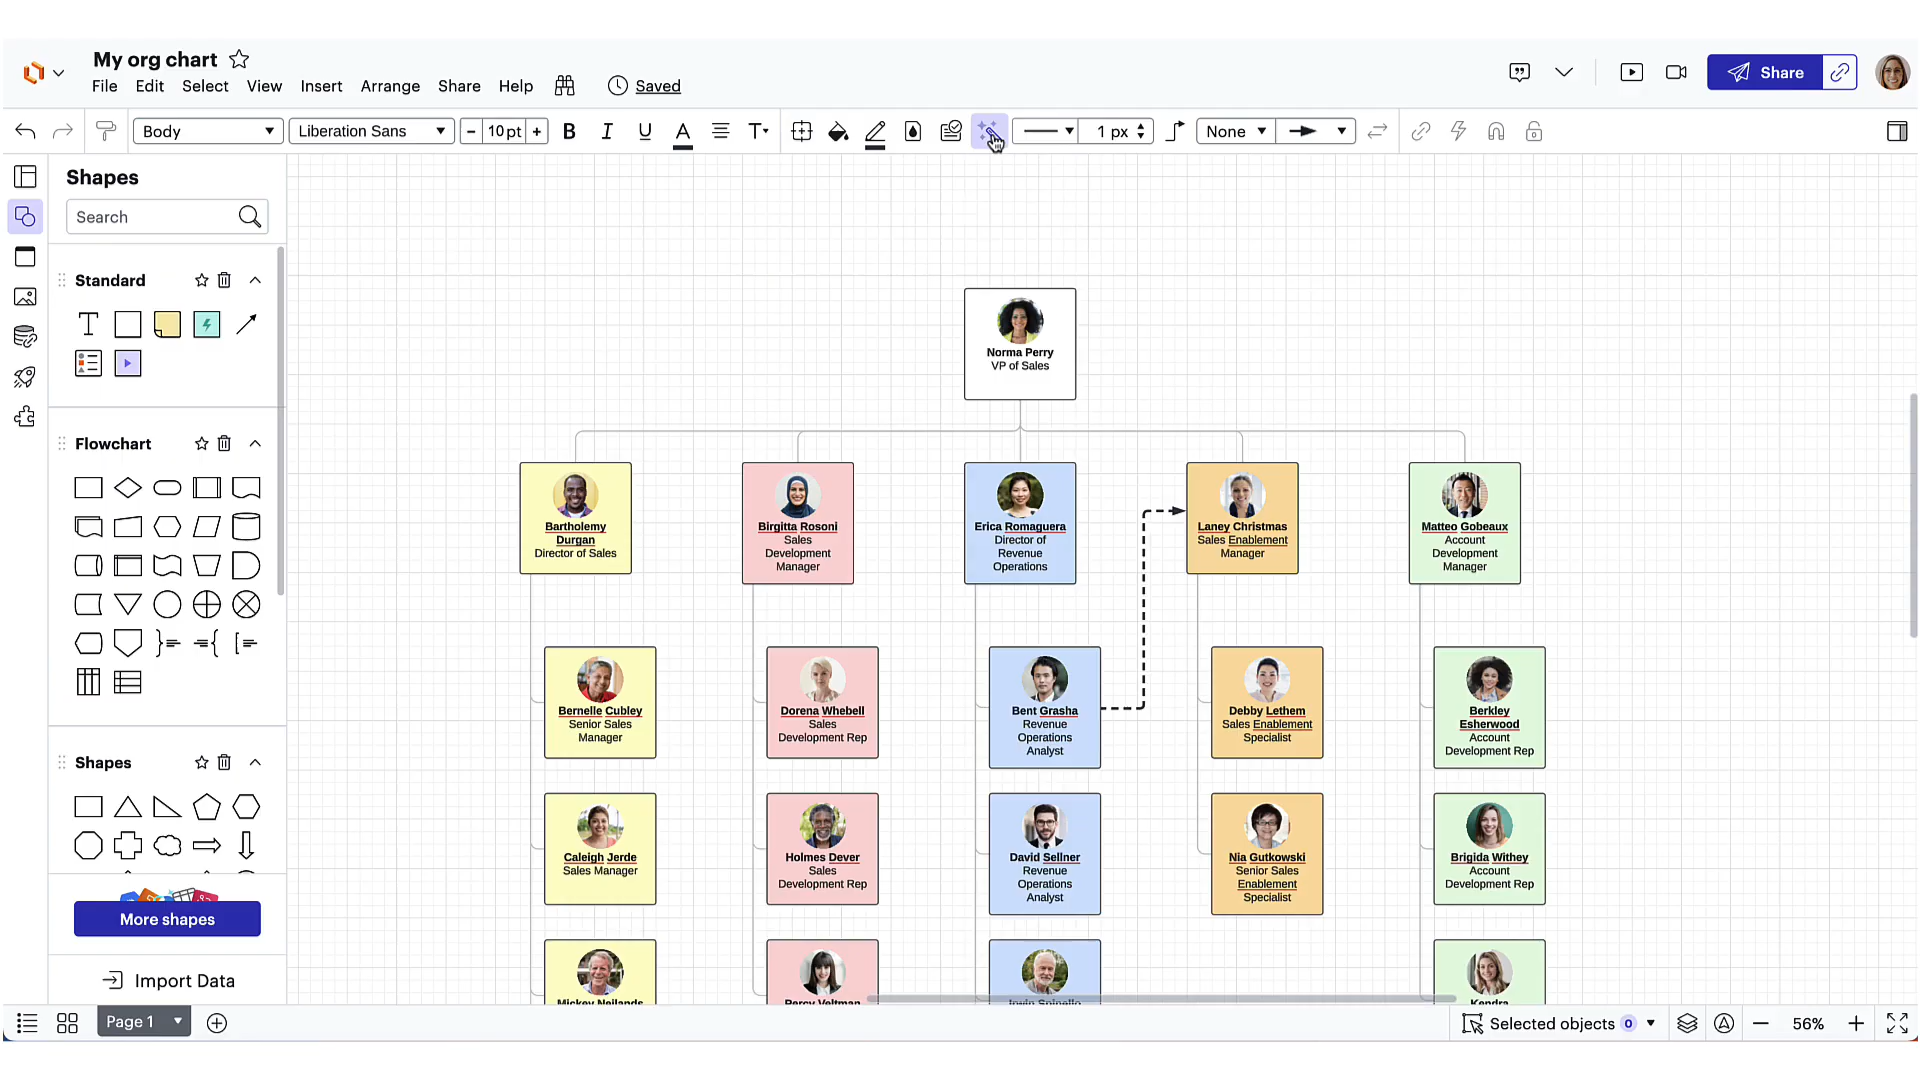 My org chart
File Edit Select View Insert Arrange Share Help Saved
Share
Body
Liberation Sans
− 10 pt +
B I U A T
1 px
None
Shapes
Search
Standard
T
Flowchart
Shapes
More shapes
Import Data
Norma Perry
VP of Sales
Bartholemy
Durgan
Director of Sales
Birgitta Rosoni
Sales
Development
Manager
Erica Romaguera
Director of
Revenue
Operations
Laney Christmas
Sales Enablement
Manager
Matteo Gobeaux
Account
Development
Manager
Bernelle Cubley
Senior Sales
Manager
Dorena Whebell
Sales
Development Rep
Bent Grasha
Revenue
Operations
Analyst
Debby Lethem
Sales Enablement
Specialist
Berkley
Esherwood
Account
Development Rep
Caleigh Jerde
Sales Manager
Holmes Dever
Sales
Development Rep
David Sellner
Revenue
Operations
Analyst
Nia Gutkowski
Senior Sales
Enablement
Specialist
Brigida Withey
Account
Development Rep
Mickey Neilands
Percy Veltman
Irwin Spinello
Kendra
Page 1
Selected objects 0
56%